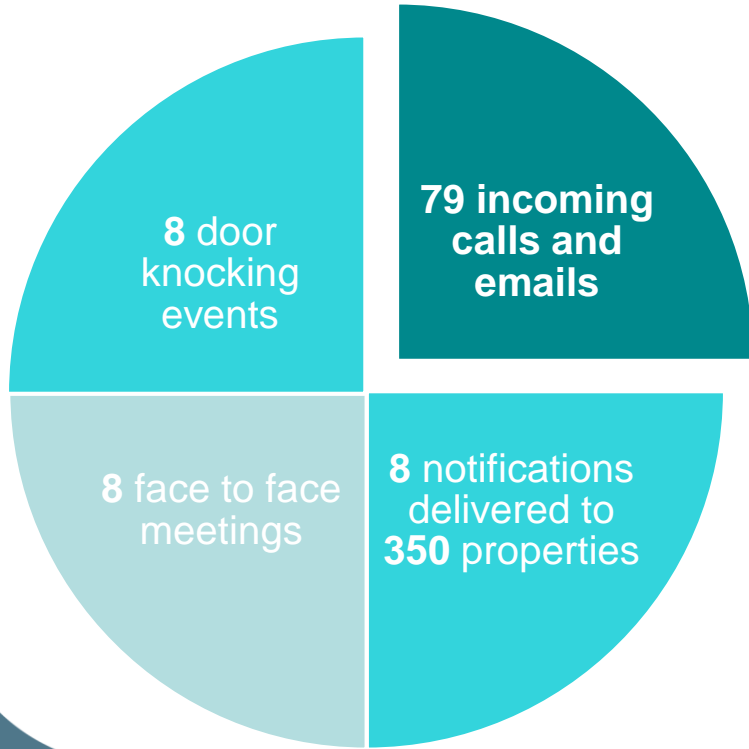 8 door
knocking
events
79 incoming
calls and
emails
8 face to face
meetings
8 notifications
delivered to
350 properties